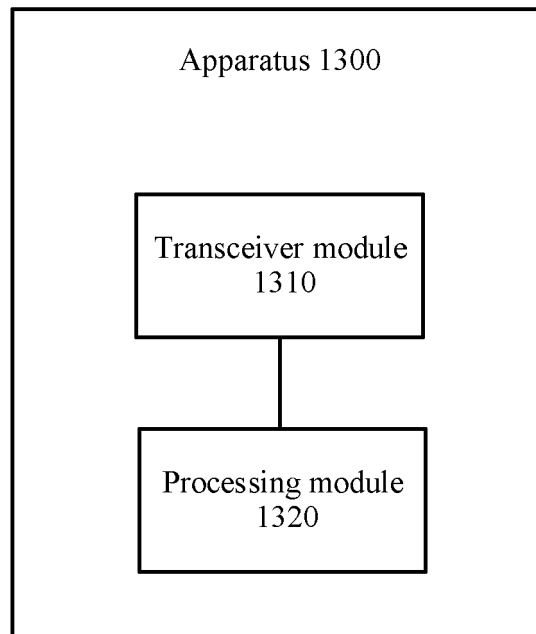 Apparatus 1300
Transceiver module
1310
Processing module
1320